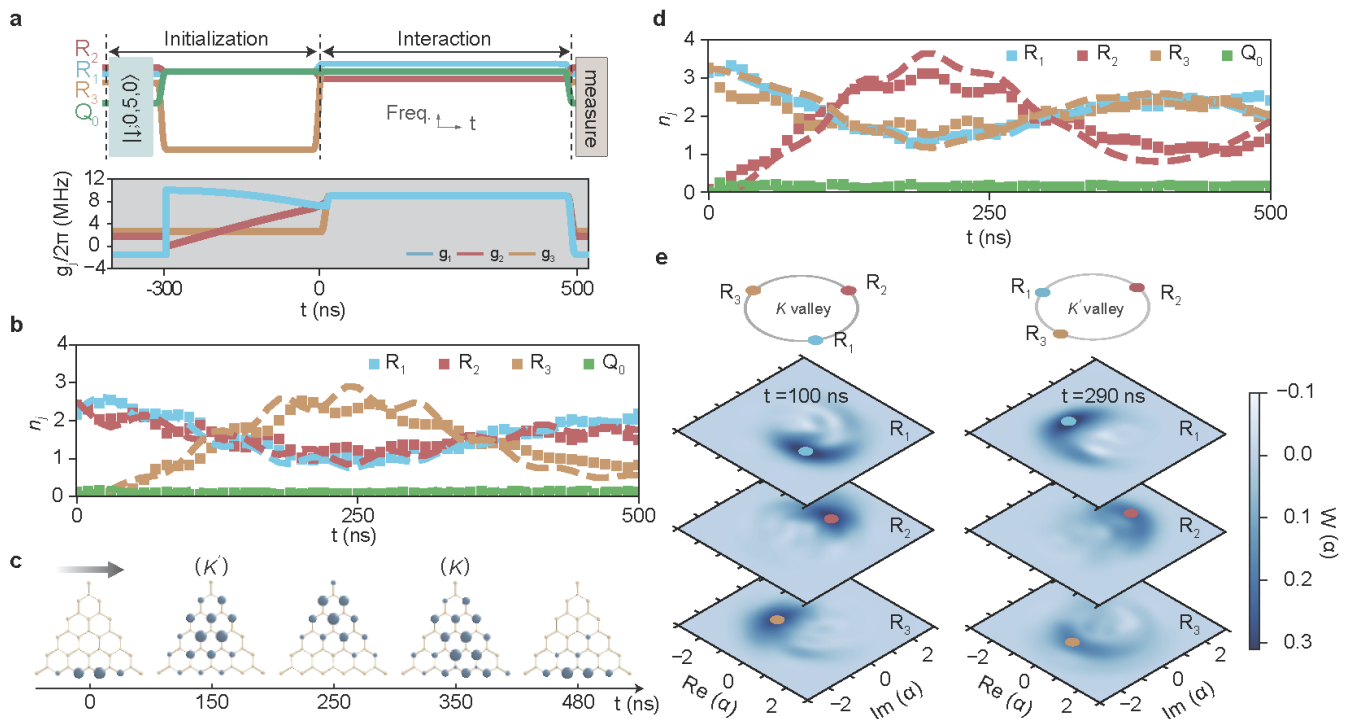 a
Initialization
Interaction
R2
R1
R3
Q0
|↑,0,5,0⟩
Freq.
t
measure
gj/2π (MHz)
12
8
4
0
−4
g1
g2
g3
-300
0
500
t (ns)
b
R1
R2
R3
Q0
nj
4
3
2
1
0
0
250
500
t (ns)
c
(K′)
(K)
0
150
250
350
480
t (ns)
d
R1
R2
R3
Q0
nj
4
3
2
1
0
0
250
500
t (ns)
e
R3
R2
K valley
R1
R1
R2
K′ valley
R3
t =100 ns
R1
R2
R3
−2
0
2
Re (α)
−2
0
2
Im (α)
t =290 ns
R1
R2
R3
−2
0
2
Re (α)
−2
0
2
Im (α)
−0.1
0.0
0.1
0.2
0.3
W (α)